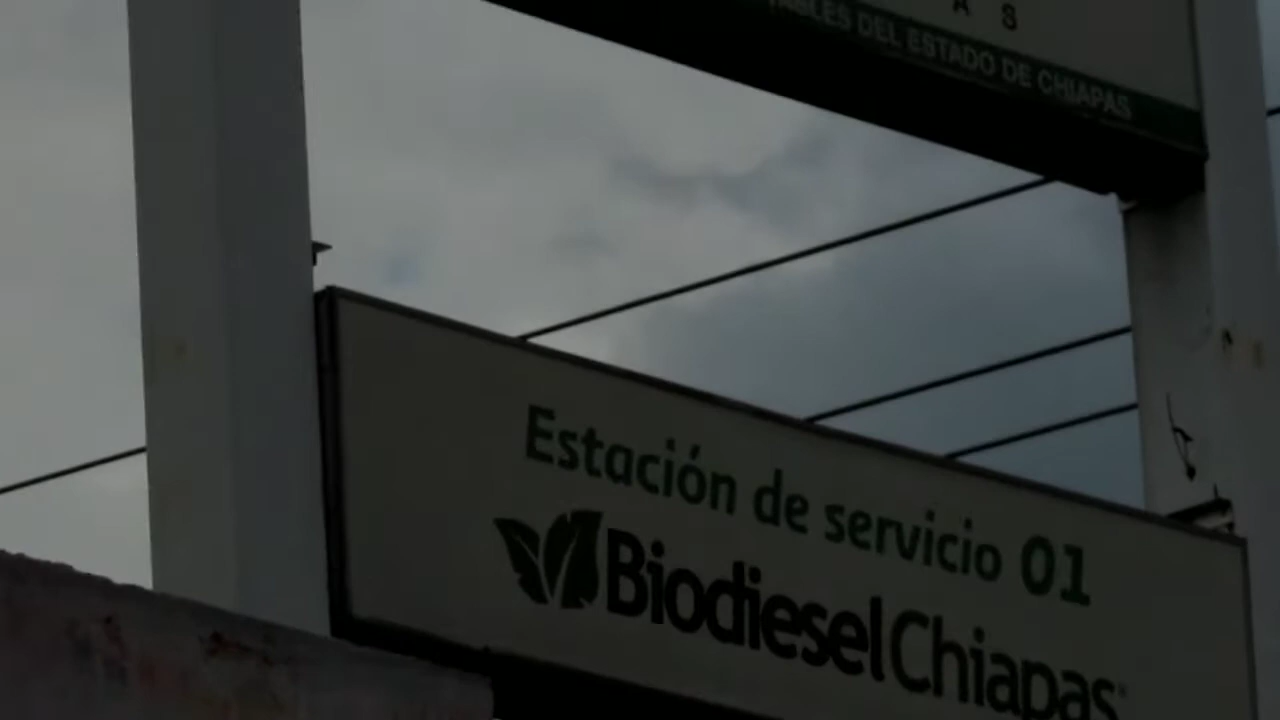 A S
DEL ESTADO DE CHIAPAS
Estación de servicio 01
BiodieselChiapas